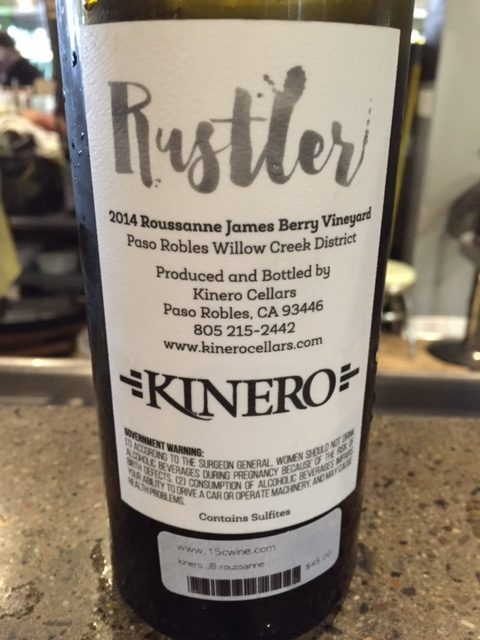 Rustler
2014 Roussanne James Berry Vineyard
Paso Robles Willow Creek District
Produced and Bottled by
Kinero Cellars
Paso Robles, CA 93446
805 215-2442
www.kinerocellars.com
KINERO
GOVERNMENT WARNING:
(1) ACCORDING TO THE SURGEON GENERAL, WOMEN SHOULD NOT DRINK
ALCOHOLIC BEVERAGES DURING PREGNANCY BECAUSE OF THE RISK OF
BIRTH DEFECTS. (2) CONSUMPTION OF ALCOHOLIC BEVERAGES IMPAIRS
YOUR ABILITY TO DRIVE A CAR OR OPERATE MACHINERY, AND MAY CAUSE
HEALTH PROBLEMS.
Contains Sulfites
www.15cwine.com
kinero JB roussanne
$45.00